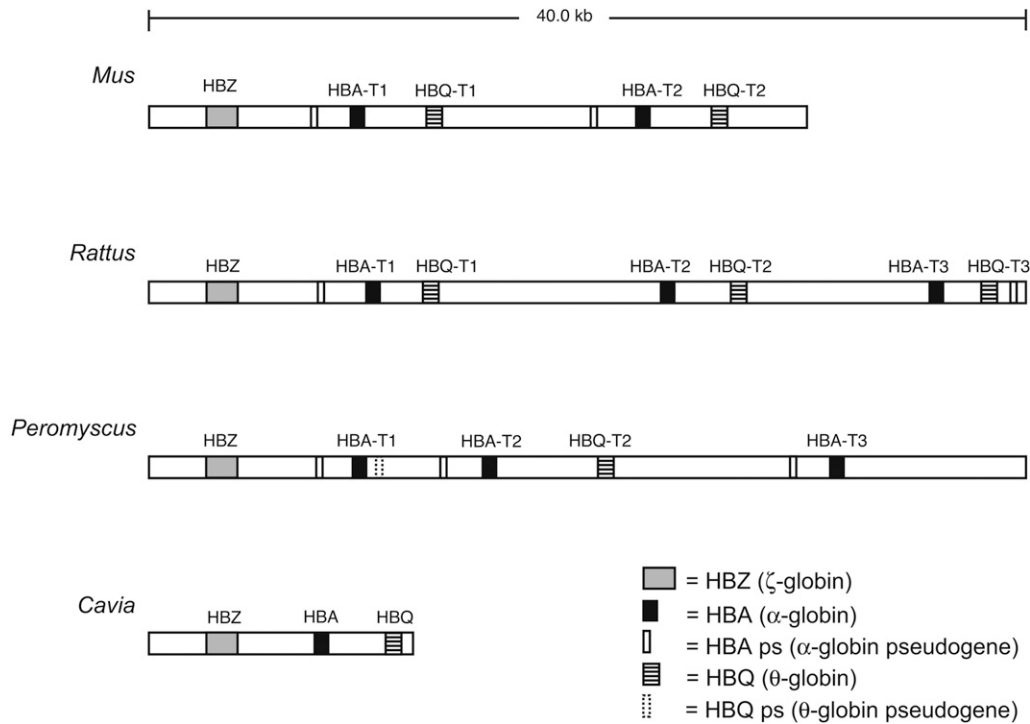 40.0 kb
Mus
HBZ
HBA-T1 HBQ-T1 HBA-T2 HBQ-T2
Rattus
HBZ HBA-T1 HBQ-T1 HBA-T2 HBQ-T2 HBA-T3 HBQ-T3
Peromyscus
HBZ HBA-T1 HBA-T2 HBQ-T2 HBA-T3
Cavia
HBZ HBA HBQ
= HBZ (ζ-globin)
= HBA (α-globin)
= HBA ps (α-globin pseudogene)
= HBQ (θ-globin)
= HBQ ps (θ-globin pseudogene)